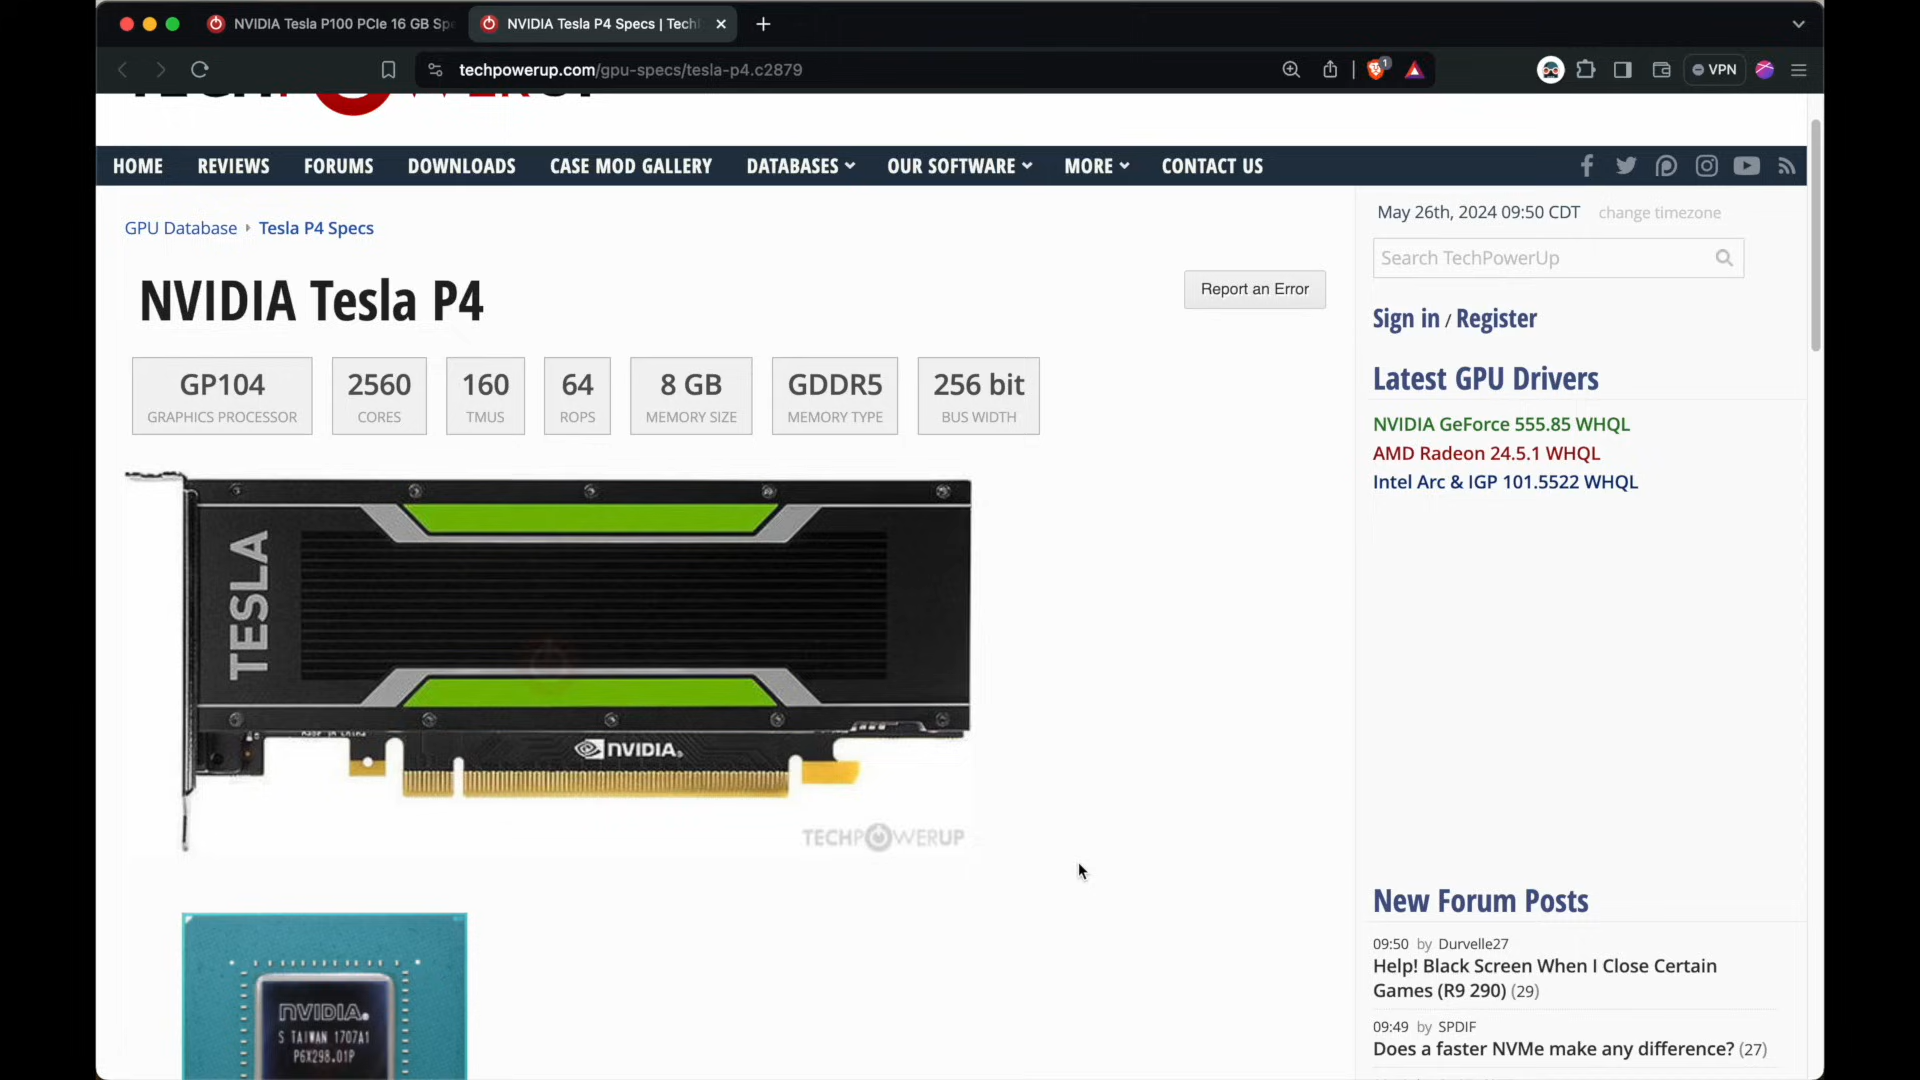 NVIDIA Tesla P100 PCIe 16 GB Spe
NVIDIA Tesla P4 Specs | Tech
techpowerup.com/gpu-specs/tesla-p4.c2879
1
VPN
HOME REVIEWS FORUMS DOWNLOADS CASE MOD GALLERY DATABASES OUR SOFTWARE MORE CONTACT US
GPU Database Tesla P4 Specs
May 26th, 2024 09:50 CDT change timezone
Search TechPowerUp
NVIDIA Tesla P4
Report an Error
Sign in / Register
GP104
GRAPHICS PROCESSOR
2560
CORES
160
TMUS
64
ROPS
8 GB
MEMORY SIZE
GDDR5
MEMORY TYPE
256 bit
BUS WIDTH
Latest GPU Drivers
NVIDIA GeForce 555.85 WHQL
AMD Radeon 24.5.1 WHQL
Intel Arc & IGP 101.5522 WHQL
TESLA
NVIDIA
TECHPOWERUP
NVIDIA
S TAIWAN 1707A1
P6X298.01P
New Forum Posts
09:50 by Durvelle27
Help! Black Screen When I Close Certain
Games (R9 290) (29)
09:49 by SPDIF
Does a faster NVMe make any difference? (27)